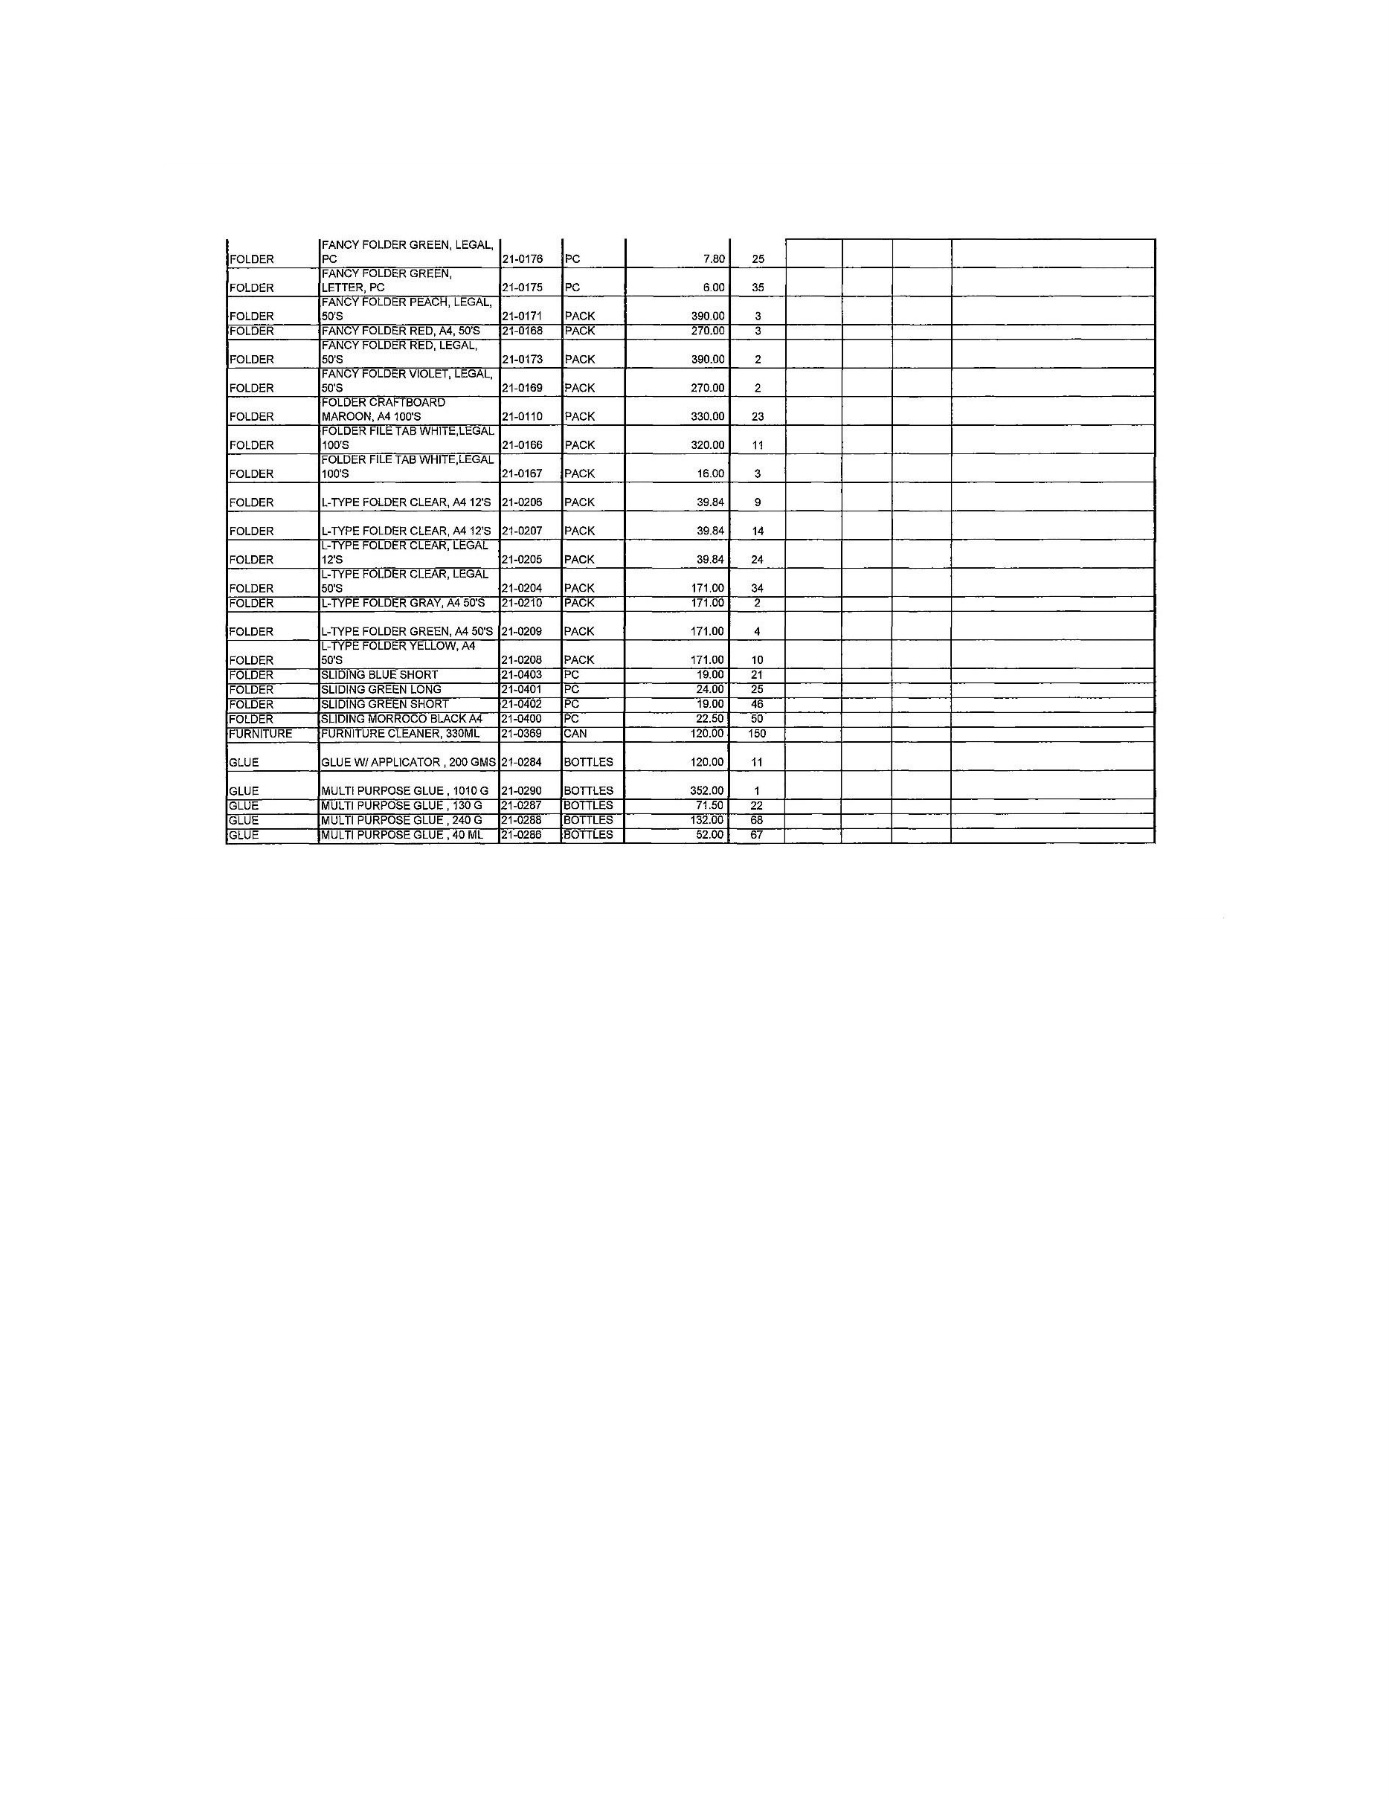 FOLDER FANCY FOLDER GREEN, LEGAL, PC 21-0176 PC 7.80 25
FOLDER FANCY FOLDER GREEN, LETTER, PC 21-0175 PC 6.00 35
FOLDER FANCY FOLDER PEACH, LEGAL, 50'S 21-0171 PACK 390.00 3
FOLDER FANCY FOLDER RED, A4, 50'S 21-0168 PACK 270.00 3
FOLDER FANCY FOLDER RED, LEGAL, 50'S 21-0173 PACK 390.00 2
FOLDER FANCY FOLDER VIOLET, LEGAL, 50'S 21-0169 PACK 270.00 2
FOLDER FOLDER CRAFTBOARD MAROON, A4 100'S 21-0110 PACK 330.00 23
FOLDER FOLDER FILE TAB WHITE,LEGAL 100'S 21-0166 PACK 320.00 11
FOLDER FOLDER FILE TAB WHITE,LEGAL 100'S 21-0167 PACK 16.00 3
FOLDER L-TYPE FOLDER CLEAR, A4 12'S 21-0206 PACK 39.84 9
FOLDER L-TYPE FOLDER CLEAR, A4 12'S 21-0207 PACK 39.84 14
FOLDER L-TYPE FOLDER CLEAR, LEGAL 12'S 21-0205 PACK 39.84 24
FOLDER L-TYPE FOLDER CLEAR, LEGAL 50'S 21-0204 PACK 171.00 34
FOLDER L-TYPE FOLDER GRAY, A4 50'S 21-0210 PACK 171.00 2
FOLDER L-TYPE FOLDER GREEN, A4 50'S 21-0209 PACK 171.00 4
FOLDER L-TYPE FOLDER YELLOW, A4 50'S 21-0208 PACK 171.00 10
FOLDER SLIDING BLUE SHORT 21-0403 PC 19.00 21
FOLDER SLIDING GREEN LONG 21-0401 PC 24.00 25
FOLDER SLIDING GREEN SHORT 21-0402 PC 19.00 46
FOLDER SLIDING MORROCO BLACK A4 21-0400 PC 22.50 50
FURNITURE FURNITURE CLEANER, 330ML 21-0369 CAN 120.00 150
GLUE GLUE W/ APPLICATOR , 200 GMS 21-0284 BOTTLES 120.00 11
GLUE MULTI PURPOSE GLUE , 1010 G 21-0290 BOTTLES 352.00 1
GLUE MULTI PURPOSE GLUE , 130 G 21-0287 BOTTLES 71.50 22
GLUE MULTI PURPOSE GLUE , 240 G 21-0288 BOTTLES 132.00 68
GLUE MULTI PURPOSE GLUE , 40 ML 21-0286 BOTTLES 52.00 67